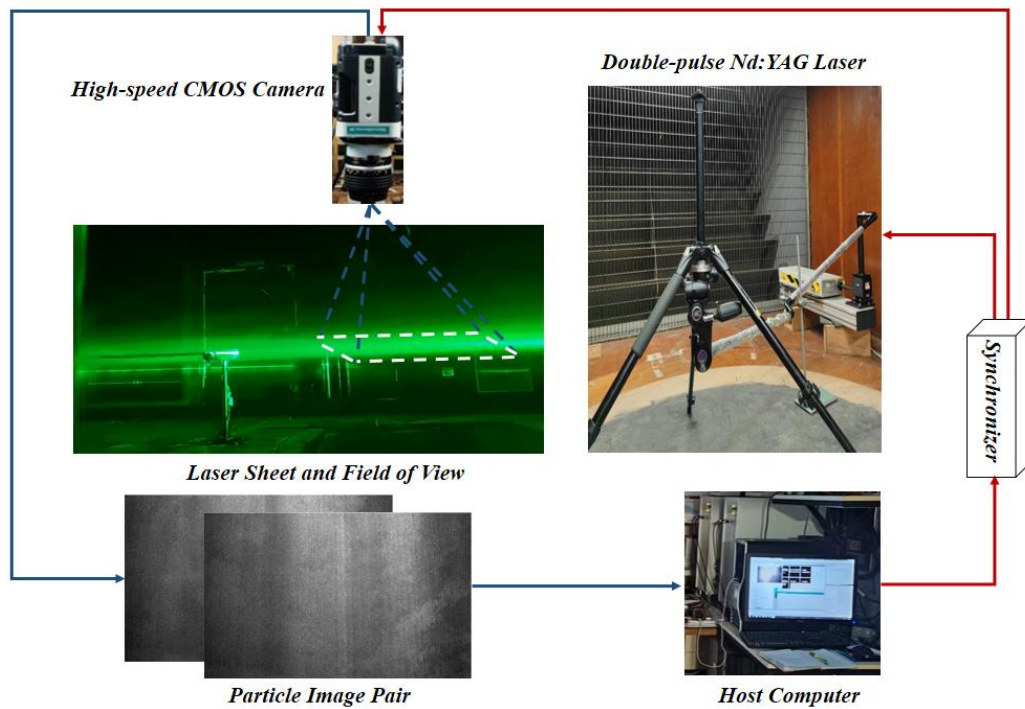 High-speed CMOS Camera
Double-pulse Nd:YAG Laser
Laser Sheet and Field of View
Synchronizer
Particle Image Pair
Host Computer